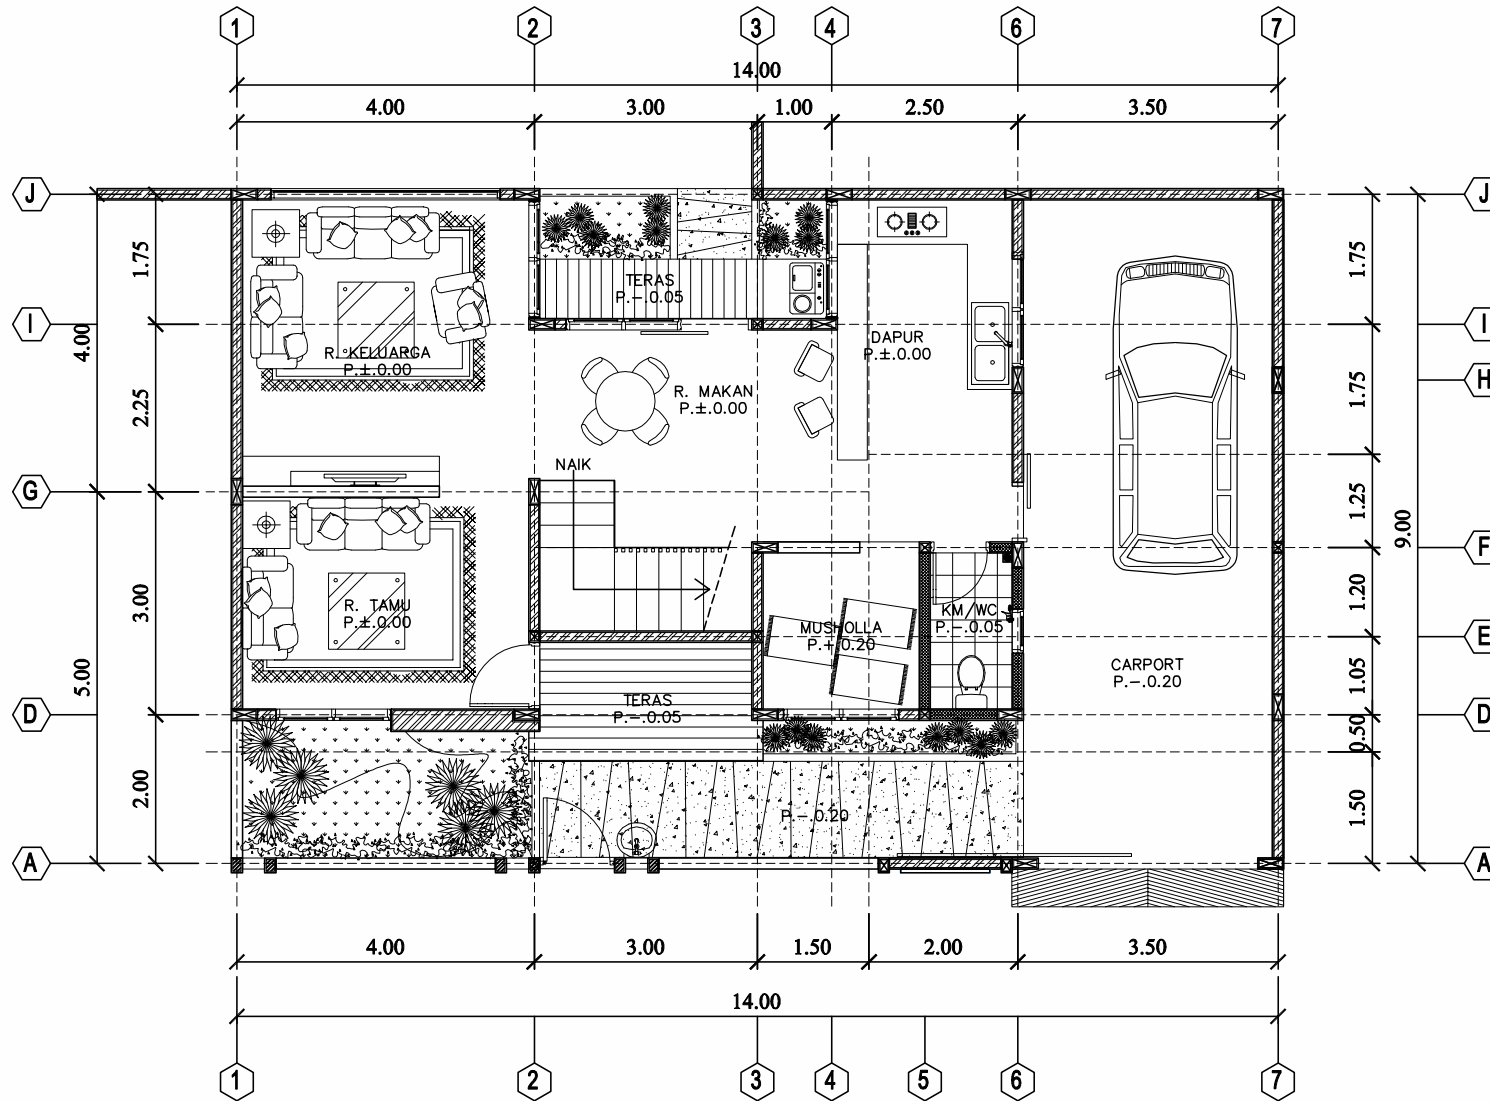 1 2 3 4 6 7
14.00
4.00 3.00 1.00 2.50 3.50
J J
1.75 1.75
TERAS
P.-.0.05
I I
4.00
DAPUR
P.±.0.00
R. KELUARGA
P.±.0.00
H
R. MAKAN
P.±.0.00
2.25 1.75
NAIK
G
1.25
9.00
F
3.00 1.20
R. TAMU
P.±.0.00
MUSHOLLA
P.+.0.20
KM/WC
P.-.0.05
E
5.00
CARPORT
P.-.0.20
1.05
TERAS
P.-.0.05
D D
0.50
2.00 1.50
P.-.0.20
A A
4.00 3.00 1.50 2.00 3.50
14.00
1 2 3 4 5 6 7